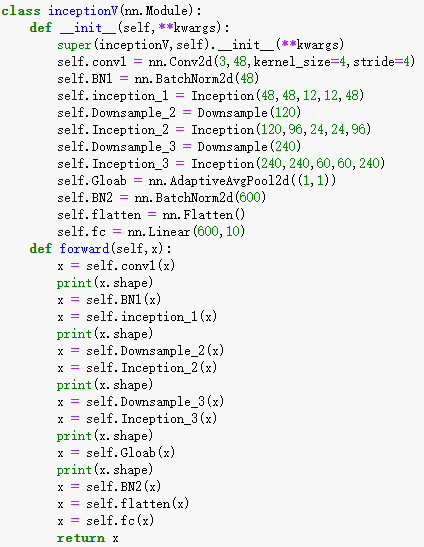 class inceptionV(nn.Module):
    def __init__(self,**kwargs):
        super(inceptionV,self).__init__(**kwargs)
        self.conv1 = nn.Conv2d(3,48,kernel_size=4,stride=4)
        self.BN1 = nn.BatchNorm2d(48)
        self.inception_1 = Inception(48,48,12,12,48)
        self.Downsample_2 = Downsample(120)
        self.Inception_2 = Inception(120,96,24,24,96)
        self.Downsample_3 = Downsample(240)
        self.Inception_3 = Inception(240,240,60,60,240)
        self.Gloab = nn.AdaptiveAvgPool2d((1,1))
        self.BN2 = nn.BatchNorm2d(600)
        self.flatten = nn.Flatten()
        self.fc = nn.Linear(600,10)
    def forward(self,x):
        x = self.conv1(x)
        print(x.shape)
        x = self.BN1(x)
        x = self.inception_1(x)
        print(x.shape)
        x = self.Downsample_2(x)
        x = self.Inception_2(x)
        print(x.shape)
        x = self.Downsample_3(x)
        x = self.Inception_3(x)
        print(x.shape)
        x = self.Gloab(x)
        print(x.shape)
        x = self.BN2(x)
        x = self.flatten(x)
        x = self.fc(x)
        return x